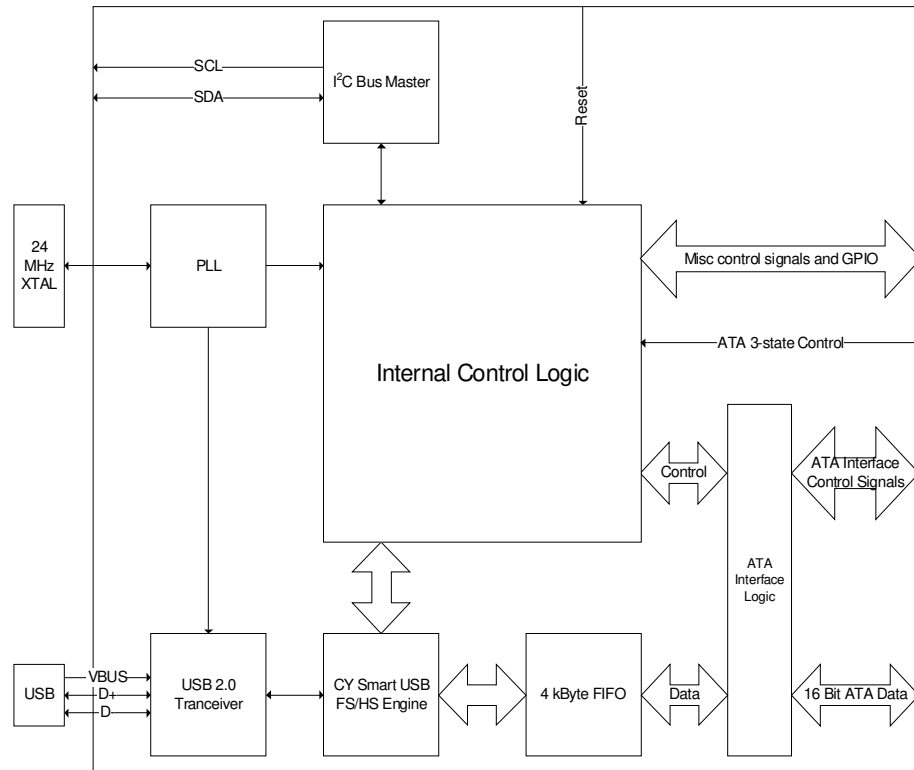 SCL
SDA
I²C Bus Master
Reset
24
MHz
XTAL
PLL
Internal Control Logic
Misc control signals and GPIO
ATA 3-state Control
Control
ATA Interface
Control Signals
ATA
Interface
Logic
USB
VBUS
D+
D-
USB 2.0
Tranceiver
CY Smart USB
FS/HS Engine
4 kByte FIFO
Data
16 Bit ATA Data